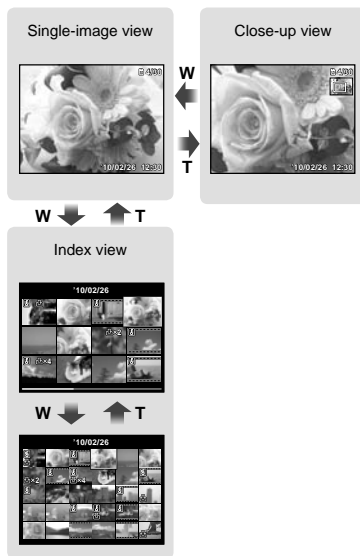 Single-image view
Close-up view
4/30
4/30
W
T
'10/02/26 12:30
'10/02/26 12:30
W T
Index view
'10/02/26
×2
×4
W T
'10/02/26
×2 ×4